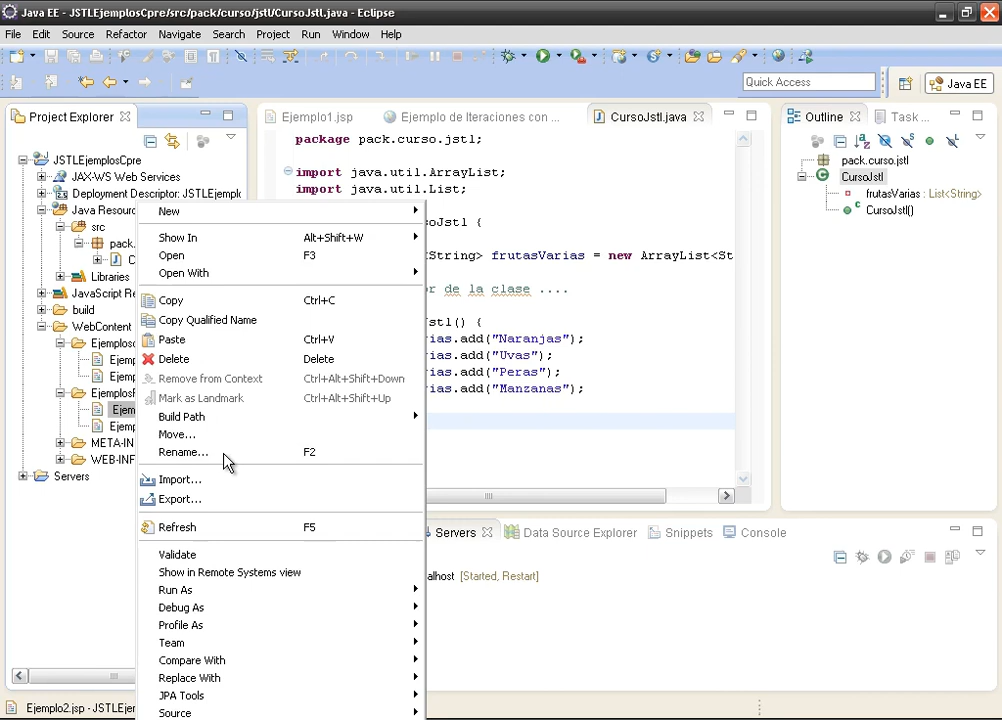 Java EE - JSTLEjemplosCpre/src/pack/curso/jstl/CursoJstl.java - Eclipse
File Edit Source Refactor Navigate Search Project Run Window Help
Quick Access
Java EE
Project Explorer
Ejemplo1.jsp
Ejemplo de Iteraciones con ...
CursoJstl.java
Outline
Task ...
JSTLEjemplosCpre
JAX-WS Web Services
Deployment Descriptor: JSTLEjemplo
Java Resour
src
pack.
C
Libraries
JavaScript Re
build
WebContent
Ejemplos
Ejemp
Ejemp
Ejemplos
Ejem
Ejemp
META-IN
WEB-INF
Servers
New
Show In Alt+Shift+W
Open F3
Open With
Copy Ctrl+C
Copy Qualified Name
Paste Ctrl+V
Delete Delete
Remove from Context Ctrl+Alt+Shift+Down
Mark as Landmark Ctrl+Alt+Shift+Up
Build Path
Move...
Rename... F2
Import...
Export...
Refresh F5
Validate
Show in Remote Systems view
Run As
Debug As
Profile As
Team
Compare With
Replace With
JPA Tools
Source
package pack.curso.jstl;
import java.util.ArrayList;
import java.util.List;
soJstl {
(String> frutasVarias = new ArrayList<St
r de la clase ....
stl() {
ias.add("Naranjas");
ias.add("Uvas");
ias.add("Peras");
ias.add("Manzanas");
pack.curso.jstl
CursoJstl
frutasVarias : List<String>
CursoJstl()
Servers
Data Source Explorer
Snippets
Console
alhost [Started, Restart]
Ejemplo2.jsp - JSTLEjer